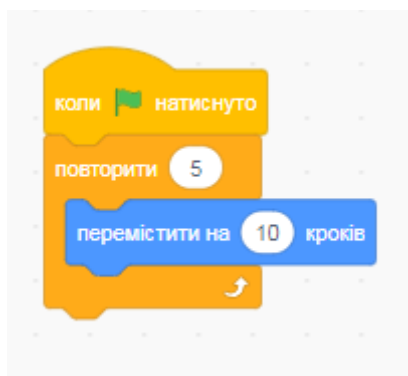 коли натиснуто
повторити 5
перемістити на 10 кроків